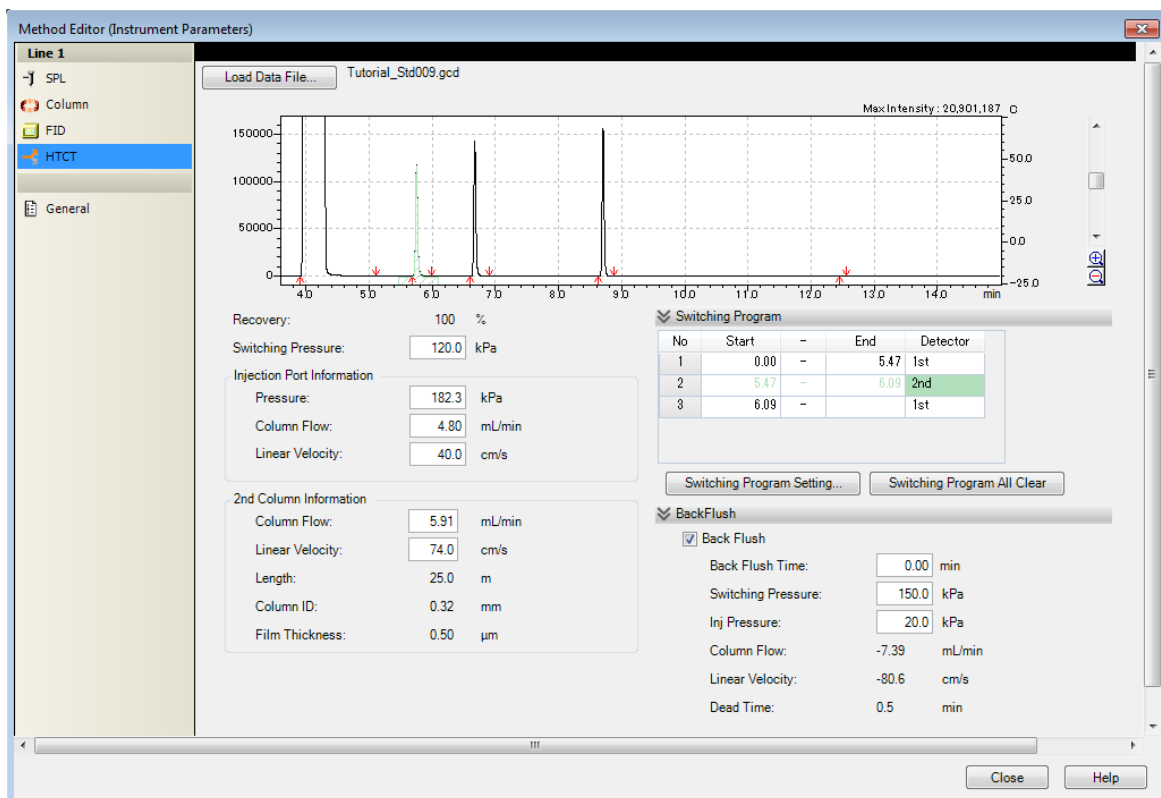 Method Editor (Instrument Parameters)
Line 1
SPL
Column
FID
HTCT
General
Load Data File... Tutorial_Std009.gcd
Max Intensity : 20,901,187 C
150000
100000
50000
0
50.0
25.0
0.0
-25.0
4.0 5.0 6.0 7.0 8.0 9.0 10.0 11.0 12.0 13.0 14.0 min
Recovery: 100 %
Switching Pressure: 120.0 kPa
Injection Port Information
Pressure: 182.3 kPa
Column Flow: 4.80 mL/min
Linear Velocity: 40.0 cm/s
2nd Column Information
Column Flow: 5.91 mL/min
Linear Velocity: 74.0 cm/s
Length: 25.0 m
Column ID: 0.32 mm
Film Thickness: 0.50 µm
Switching Program
No Start - End Detector
1 0.00 - 5.47 1st
2 5.47 - 6.09 2nd
3 6.09 - 1st
Switching Program Setting... Switching Program All Clear
BackFlush
Back Flush
Back Flush Time: 0.00 min
Switching Pressure: 150.0 kPa
Inj Pressure: 20.0 kPa
Column Flow: -7.39 mL/min
Linear Velocity: -80.6 cm/s
Dead Time: 0.5 min
Close Help